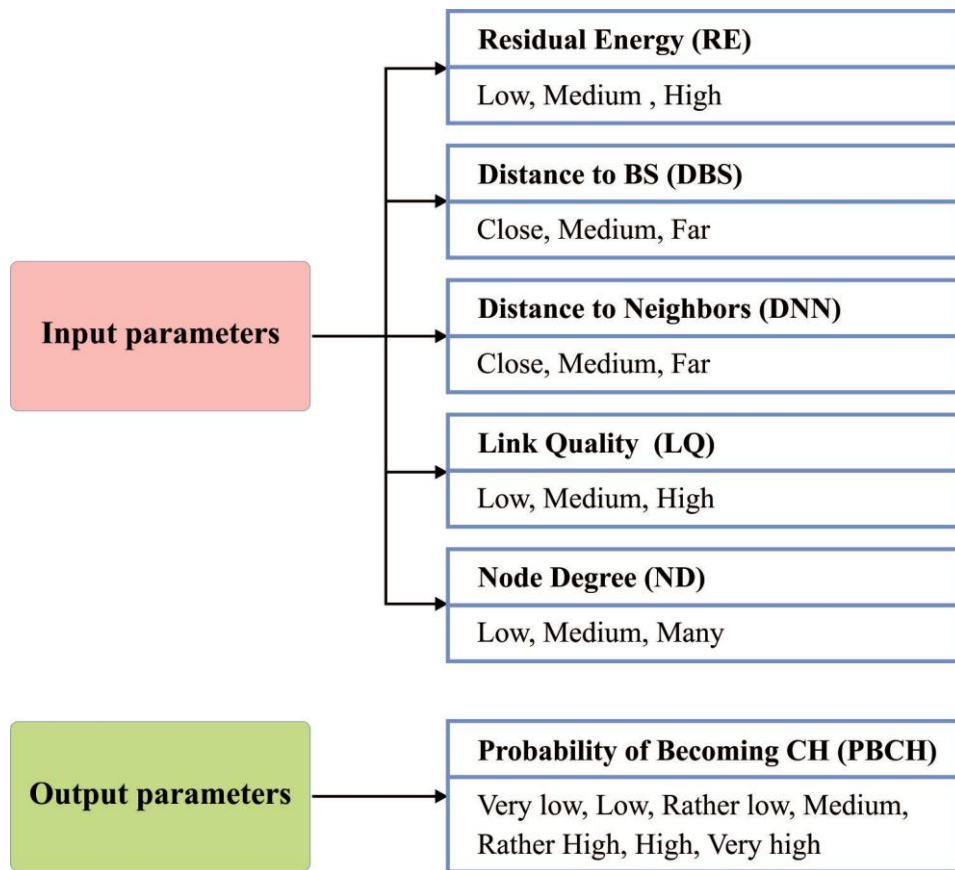 Residual Energy (RE)
Low, Medium , High
Distance to BS (DBS)
Close, Medium, Far
Input parameters
Distance to Neighbors (DNN)
Close, Medium, Far
Link Quality  (LQ)
Low, Medium, High
Node Degree (ND)
Low, Medium, Many
Output parameters
Probability of Becoming CH (PBCH)
Very low, Low, Rather low, Medium,
Rather High, High, Very high